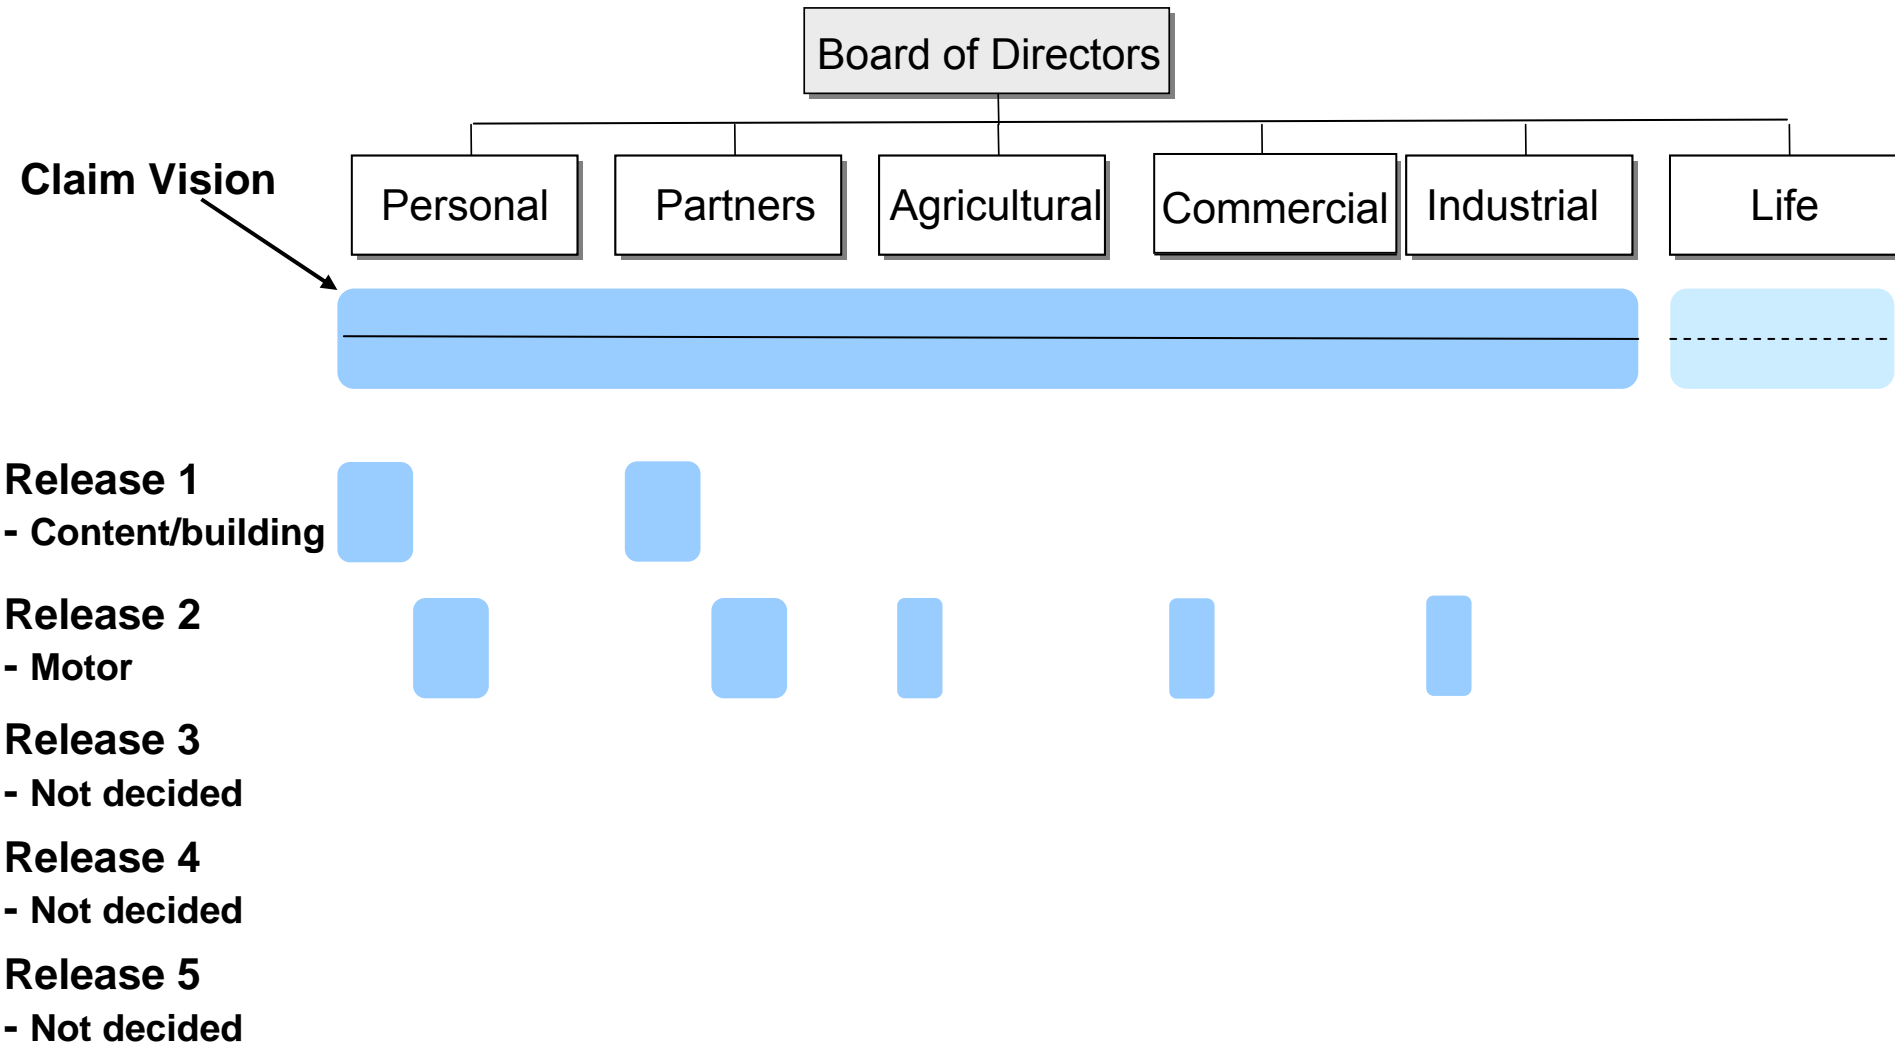 Board of Directors
Claim Vision
Personal
Partners
Agricultural
Commercial
Industrial
Life
Release 1
- Content/building
Release 2
- Motor
Release 3
- Not decided
Release 4
- Not decided
Release 5
- Not decided